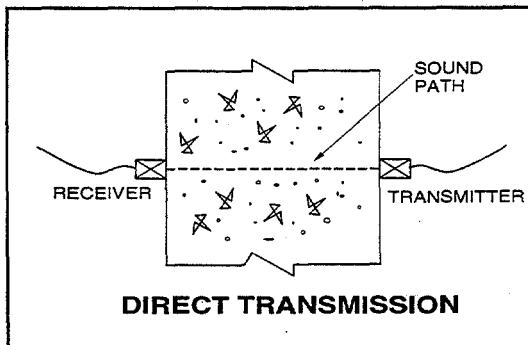 SOUND
PATH
RECEIVER
TRANSMITTER
DIRECT TRANSMISSION